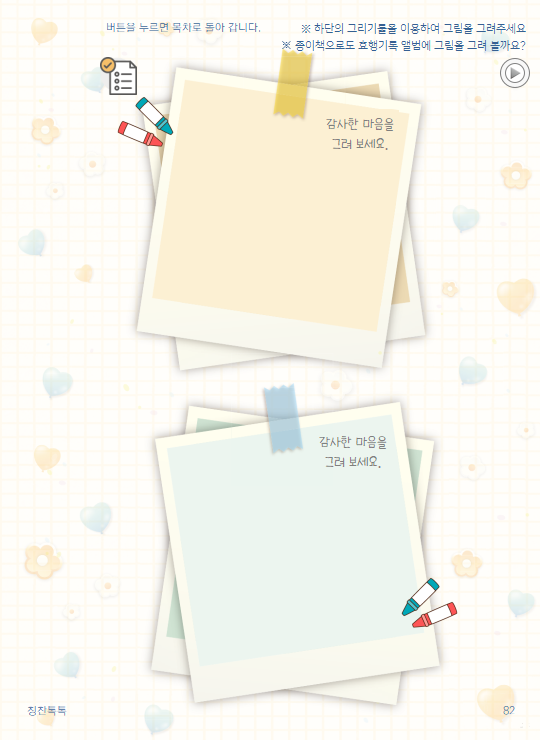 버튼을 누르면 목차로 돌아 갑니다.
※ 하단의 그리기툴을 이용하여 그림을 그려주세요
※ 종이책으로도 효행기록 앨범에 그림을 그려 볼까요?
감사한 마음을
그려 보세요.
감사한 마음을
그려 보세요.
칭찬톡톡
82